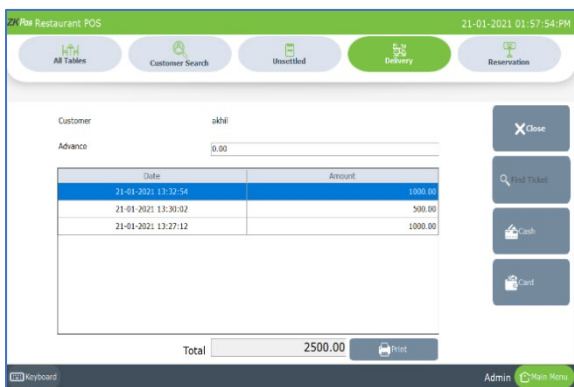 ZKPos Restaurant POS 21-01-2021 01:57:54:PM
All Tables Customer Search Unsettled Delivery Reservation
Customer akhil
Close
Advance 0.00
Date Amount
21-01-2021 13:32:54 1000.00
Find Ticket
21-01-2021 13:30:02 500.00
21-01-2021 13:27:12 1000.00
Cash
Card
Total 2500.00 Print
Keyboard Admin Main Menu